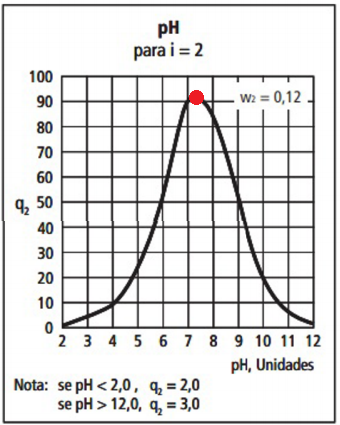 pH
para i = 2
w₂ = 0,12
100
90
80
70
60
50
40
30
20
10
0
q₂
2 3 4 5 6 7 8 9 10 11 12
pH, Unidades
Nota: se pH < 2,0 , q₂ = 2,0
se pH > 12,0, q₂ = 3,0